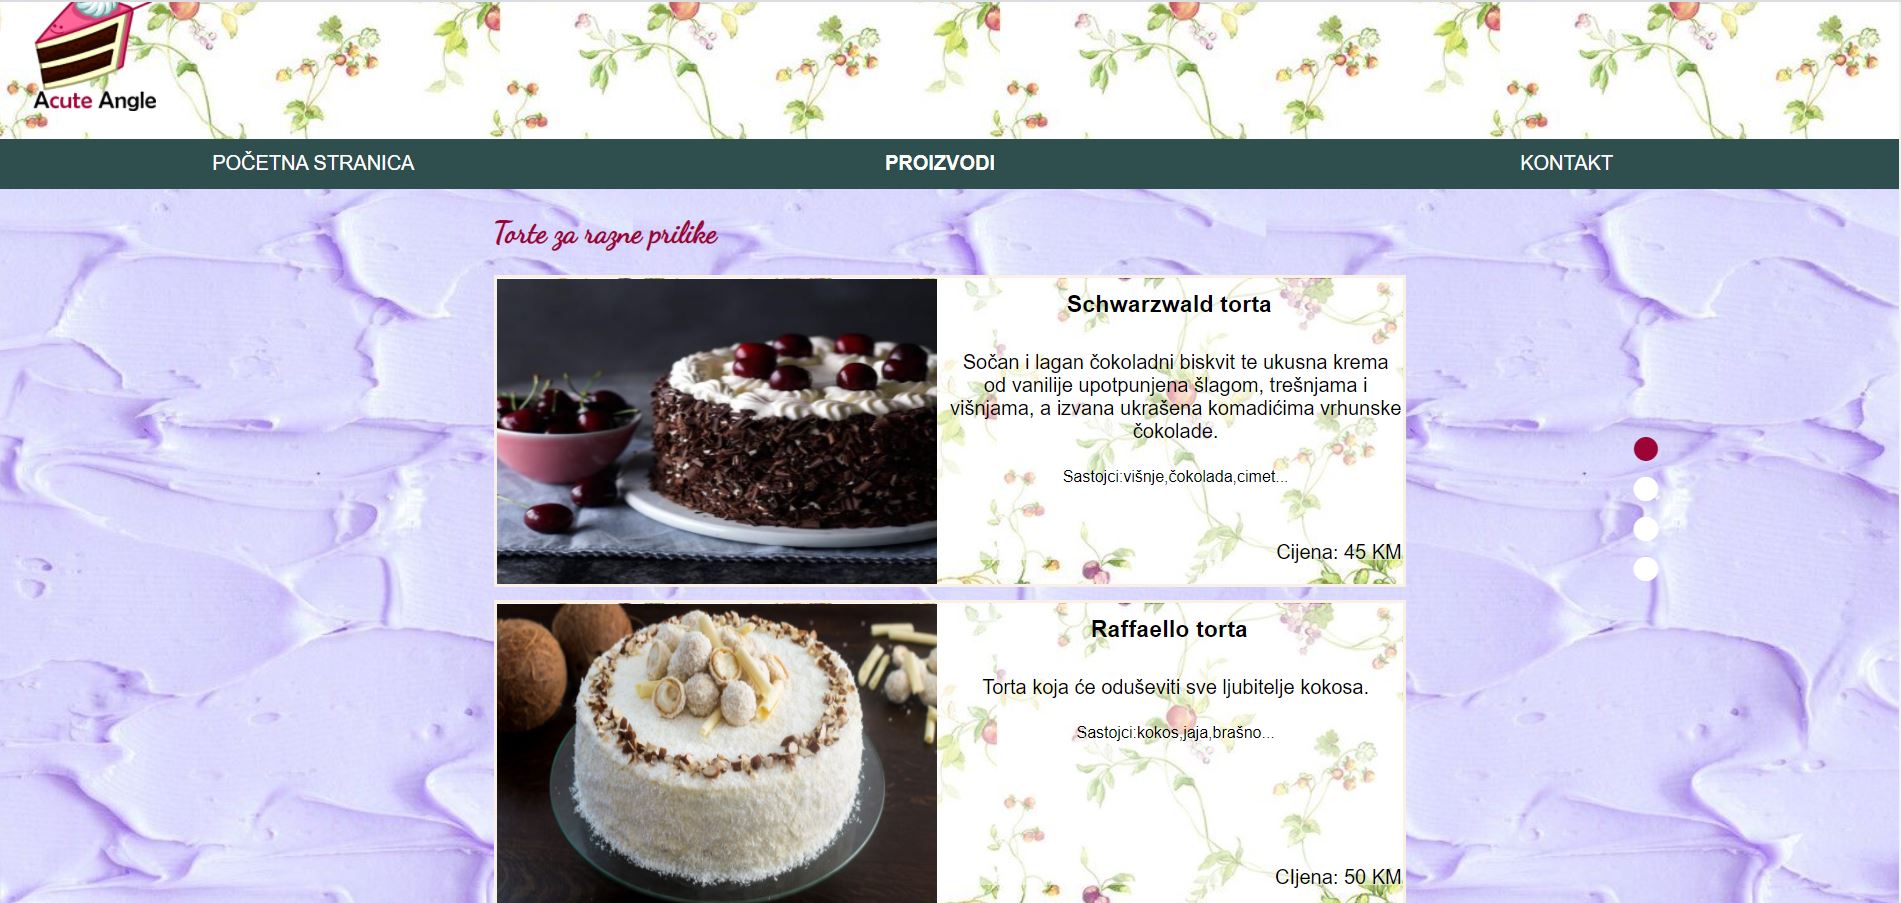 Acute Angle
POČETNA STRANICA
PROIZVODI
KONTAKT
Torte za razne prilike
Schwarzwald torta
Sočan i lagan čokoladni biskvit te ukusna krema
od vanilije upotpunjena šlagom, trešnjama i
višnjama, a izvana ukrašena komadićima vrhunske
čokolade.
Sastojci:višnje,čokolada,cimet...
Cijena: 45 KM
Raffaello torta
Torta koja će oduševiti sve ljubitelje kokosa.
Sastojci:kokos,jaja,brašno...
CIjena: 50 KM